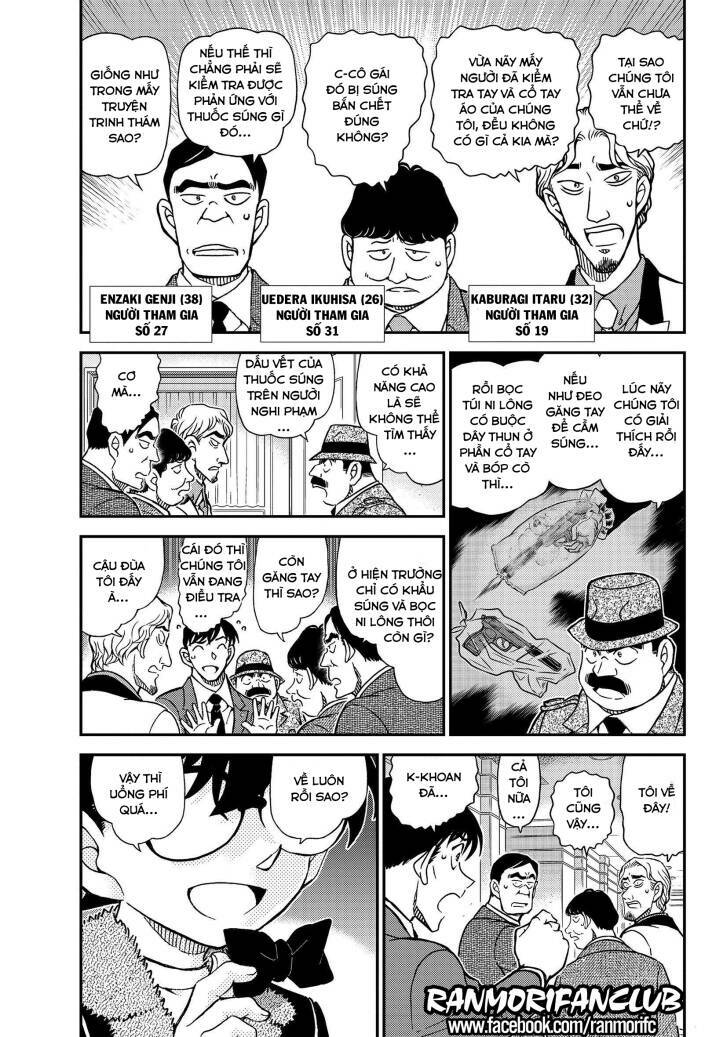 TẠI SAO
CHÚNG TÔI
VẪN CHƯA
THỂ VỀ
CHỨ!?
VỪA NÃY MẤY
NGƯỜI ĐÃ KIỂM
TRA TAY VÀ CỔ TAY
ÁO CỦA CHÚNG
TÔI, ĐỀU KHÔNG
CÓ GÌ CẢ KIA MÀ?
C-CÔ GÁI
ĐÓ BỊ SÚNG
BẮN CHẾT
ĐÚNG
KHÔNG?
NẾU THẾ THÌ
CHẲNG PHẢI SẼ
KIỂM TRA ĐƯỢC
PHẢN ỨNG VỚI
THUỐC SÚNG GÌ
ĐÓ...
GIỐNG NHƯ
TRONG MẤY
TRUYỆN
TRINH THÁM
SAO?
KABURAGI ITARU (32)
NGƯỜI THAM GIA
SỐ 19
UEDERA IKUHISA (26)
NGƯỜI THAM GIA
SỐ 31
ENZAKI GENJI (38)
NGƯỜI THAM GIA
SỐ 27
LÚC NÃY
CHÚNG TÔI
CÓ GIẢI
THÍCH RỒI
ĐẤY...
NẾU
NHƯ ĐEO
GĂNG TAY
ĐỂ CẦM
SÚNG...
RỒI BỌC
TÚI NI LÔNG
CÓ BUỘC
DÂY THUN Ở
PHẦN CỔ TAY
VÀ BÓP CÒ
THÌ...
CÓ KHẢ
NĂNG CAO
LÀ SẼ
KHÔNG THỂ
TÌM THẤY
...
DẤU VẾT CỦA
THUỐC SÚNG
TRÊN NGƯỜI
NGHI PHẠM
...
CƠ
MÀ...
Ở HIỆN TRƯỜNG
CHỈ CÓ KHẨU
SÚNG VÀ BỌC
NI LÔNG THÔI
CÒN GÌ?
CÒN
GĂNG TAY
THÌ SAO?
CÁI ĐÓ THÌ
CHÚNG TÔI
VẪN ĐANG
ĐIỀU TRA
...
CẬU ĐÙA
TÔI ĐẤY
À...
TÔI VỀ
ĐÂY!
TÔI
CŨNG
VẬY...
CẢ
TÔI
NỮA
...
K-KHOAN
ĐÃ...
VỀ LUÔN
RỒI SAO?
VẬY THÌ
UỔNG PHÍ
QUÁ...
RANMORIFANCLUB
www.facebook.com/ranmorifc